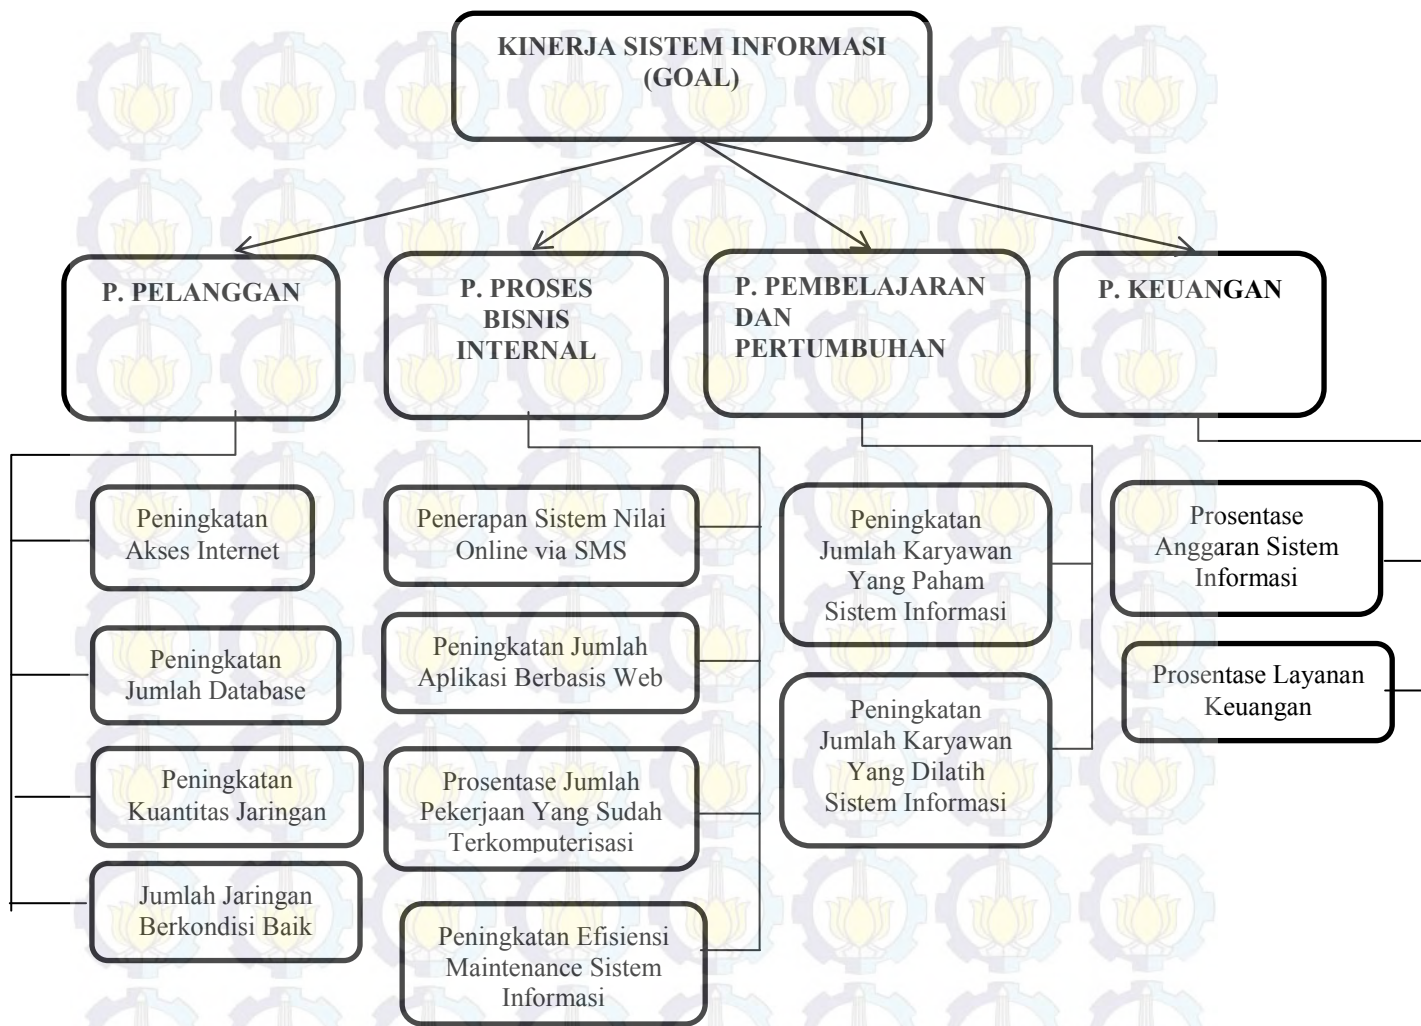 KINERJA SISTEM INFORMASI
(GOAL)
P. PELANGGAN
P. PROSES
BISNIS
INTERNAL
P. PEMBELAJARAN
DAN
PERTUMBUHAN
P. KEUANGAN
Peningkatan
Akses Internet
Peningkatan
Jumlah Database
Peningkatan
Kuantitas Jaringan
Jumlah Jaringan
Berkondisi Baik
Penerapan Sistem Nilai
Online via SMS
Peningkatan Jumlah
Aplikasi Berbasis Web
Prosentase Jumlah
Pekerjaan Yang Sudah
Terkomputerisasi
Peningkatan Efisiensi
Maintenance Sistem
Informasi
Peningkatan
Jumlah Karyawan
Yang Paham
Sistem Informasi
Peningkatan
Jumlah Karyawan
Yang Dilatih
Sistem Informasi
Prosentase
Anggaran Sistem
Informasi
Prosentase Layanan
Keuangan